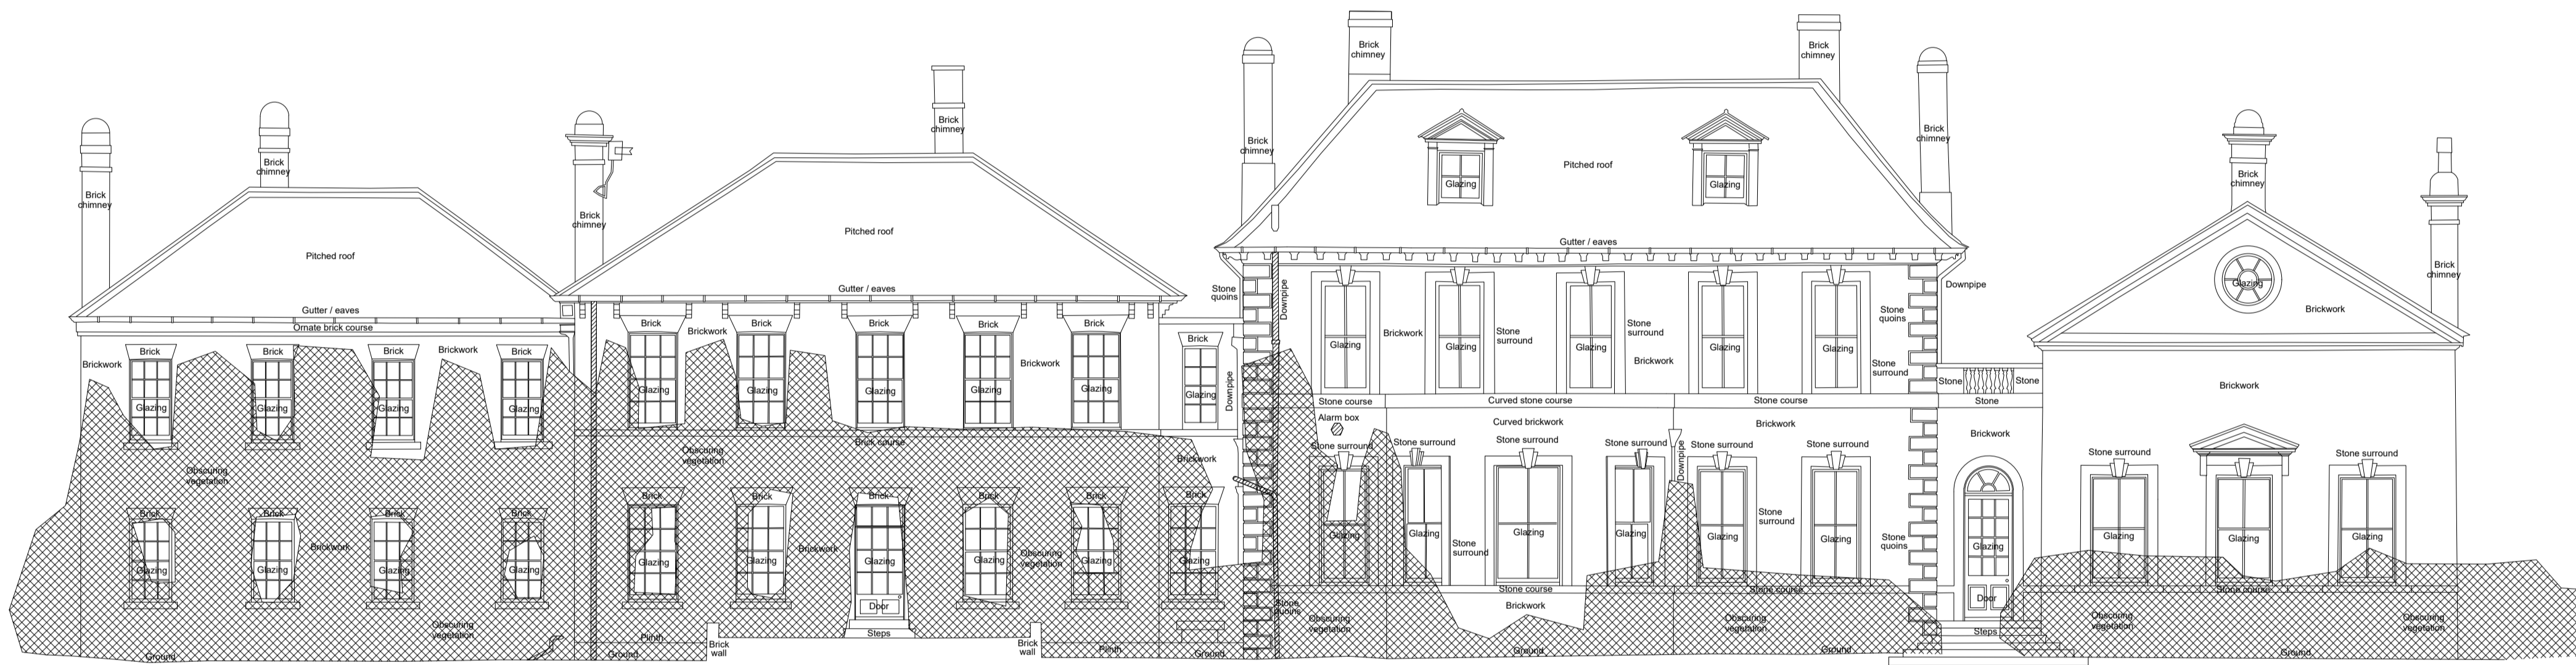 Brick
chimney
Brick
chimney
Brick
chimney
Brick
chimney
Brick
chimney
Brick
chimney
Brick
chimney
Brick
chimney
Brick
chimney
Brick
chimney
Pitched roof
Pitched roof
Pitched roof
Glazing
Glazing
Glazing
Gutter / eaves
Gutter / eaves
Gutter / eaves
Ornate brick course
Brickwork
Brick
Brick
Brick
Brickwork
Brick
Glazing
Glazing
Glazing
Glazing
Obscuring
vegetation
Brick
Brick
Brick
Brick
Brickwork
Glazing
Glazing
Glazing
Glazing
Obscuring
vegetation
Ground
Brick
Brickwork
Brick
Brick
Brick
Brickwork
Brick
Brick
Glazing
Glazing
Glazing
Glazing
Glazing
Glazing
Downpipe
Brick course
Obscuring
vegetation
Brickwork
Brick
Brick
Brick
Brick
Brick
Brick
Brickwork
Glazing
Glazing
Glazing
Glazing
Glazing
Glazing
Obscuring
vegetation
Door
Steps
Plinth
Ground
Brick
wall
Brick
wall
Plinth
Ground
Stone
quoins
Downpipe
Glazing
Brickwork
Glazing
Stone
surround
Glazing
Stone
surround
Brickwork
Glazing
Glazing
Stone
surround
Stone
quoins
Downpipe
Stone course
Curved stone course
Stone course
Stone
Stone
Stone
Alarm box
Curved brickwork
Brickwork
Brickwork
Stone surround
Stone surround
Stone surround
Stone surround
Downpipe
Stone surround
Stone surround
Glazing
Glazing
Stone
surround
Glazing
Glazing
Glazing
Stone
surround
Glazing
Stone
quoins
Glazing
Door
Steps
Stone course
Stone course
Stone
quoins
Brickwork
Obscuring
vegetation
Obscuring
vegetation
Ground
Ground
Brickwork
Brickwork
Stone surround
Stone surround
Glazing
Glazing
Glazing
Stone course
Obscuring
vegetation
Obscuring
vegetation
Ground